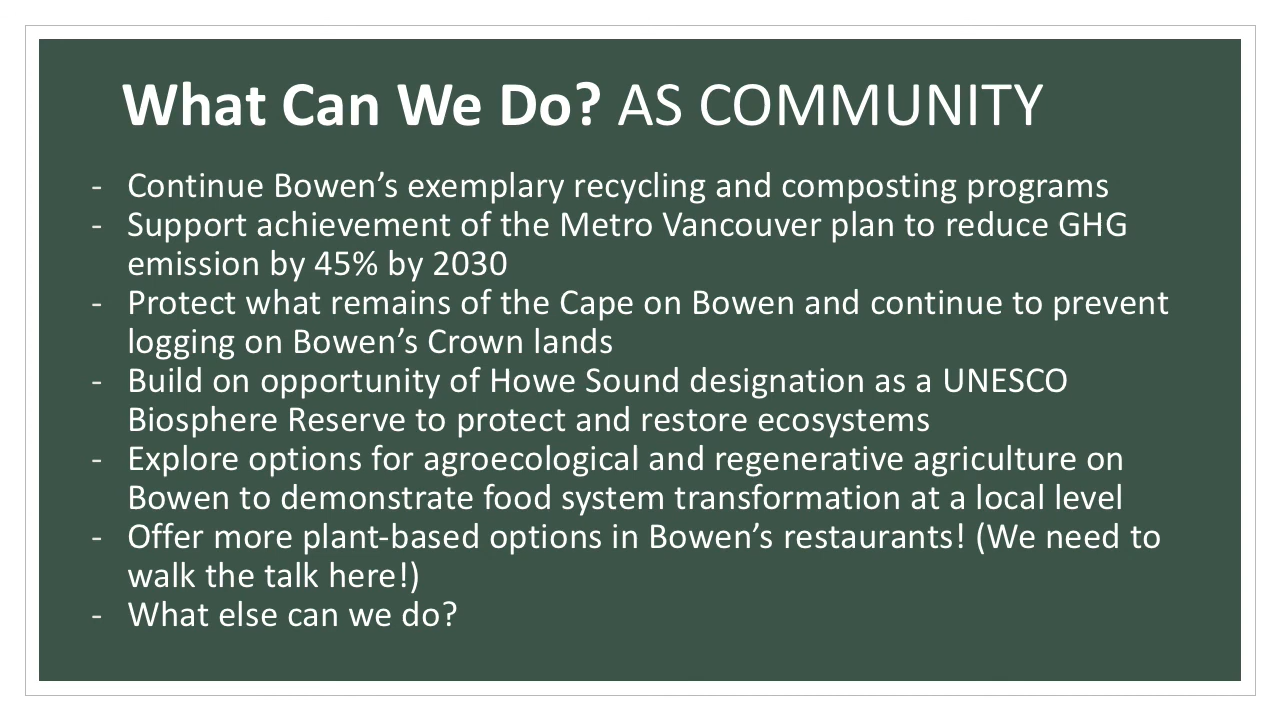 What Can We Do? AS COMMUNITY
- Continue Bowen’s exemplary recycling and composting programs
- Support achievement of the Metro Vancouver plan to reduce GHG
emission by 45% by 2030
- Protect what remains of the Cape on Bowen and continue to prevent
logging on Bowen’s Crown lands
- Build on opportunity of Howe Sound designation as a UNESCO
Biosphere Reserve to protect and restore ecosystems
- Explore options for agroecological and regenerative agriculture on
Bowen to demonstrate food system transformation at a local level
- Offer more plant-based options in Bowen’s restaurants! (We need to
walk the talk here!)
- What else can we do?